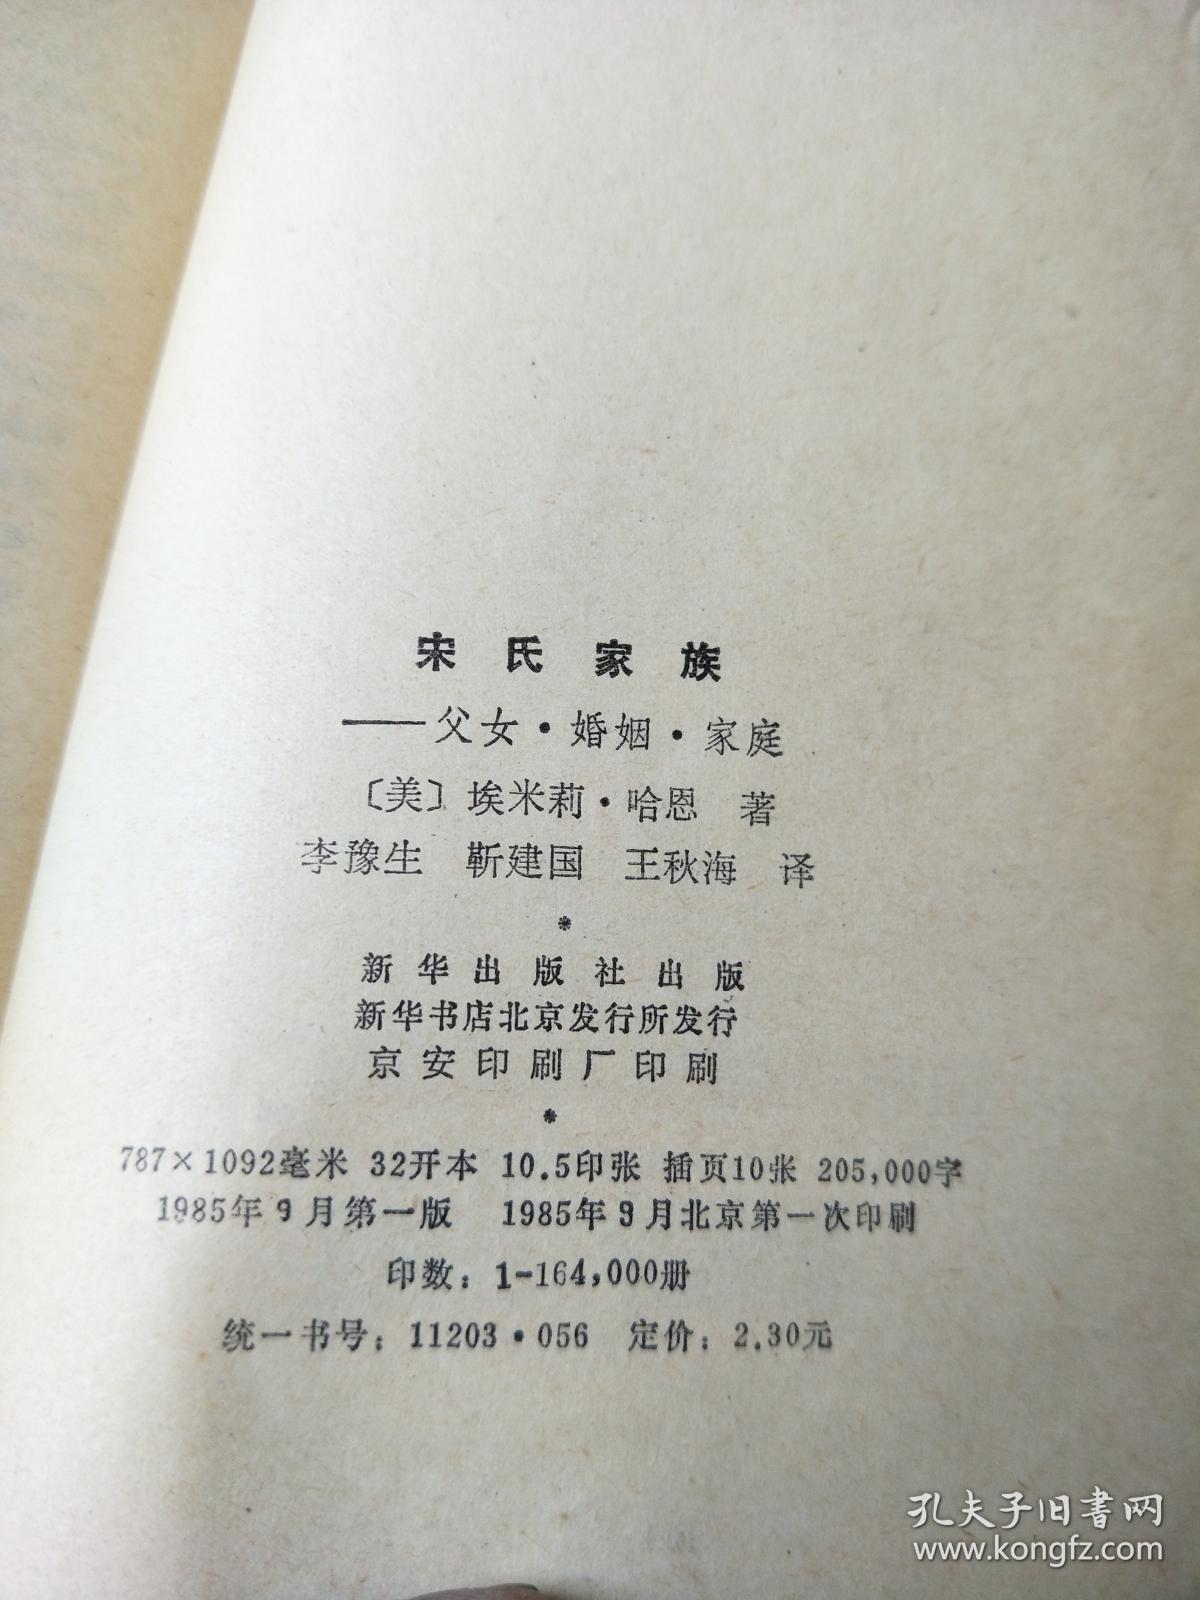 宋氏家族
——父女·婚姻·家庭
〔美〕埃米莉·哈恩 著
李豫生 靳建国 王秋海 译
*
新华出版社出版
新华书店北京发行所发行
京安印刷厂印刷
*
787×1092毫米 32开本 10.5印张 插页10张 205,000字
1985年9月第一版 1985年9月北京第一次印刷
印数：1-164,000册
统一书号：11203·056 定价：2.30元
孔夫子旧书网
www.kongfz.com